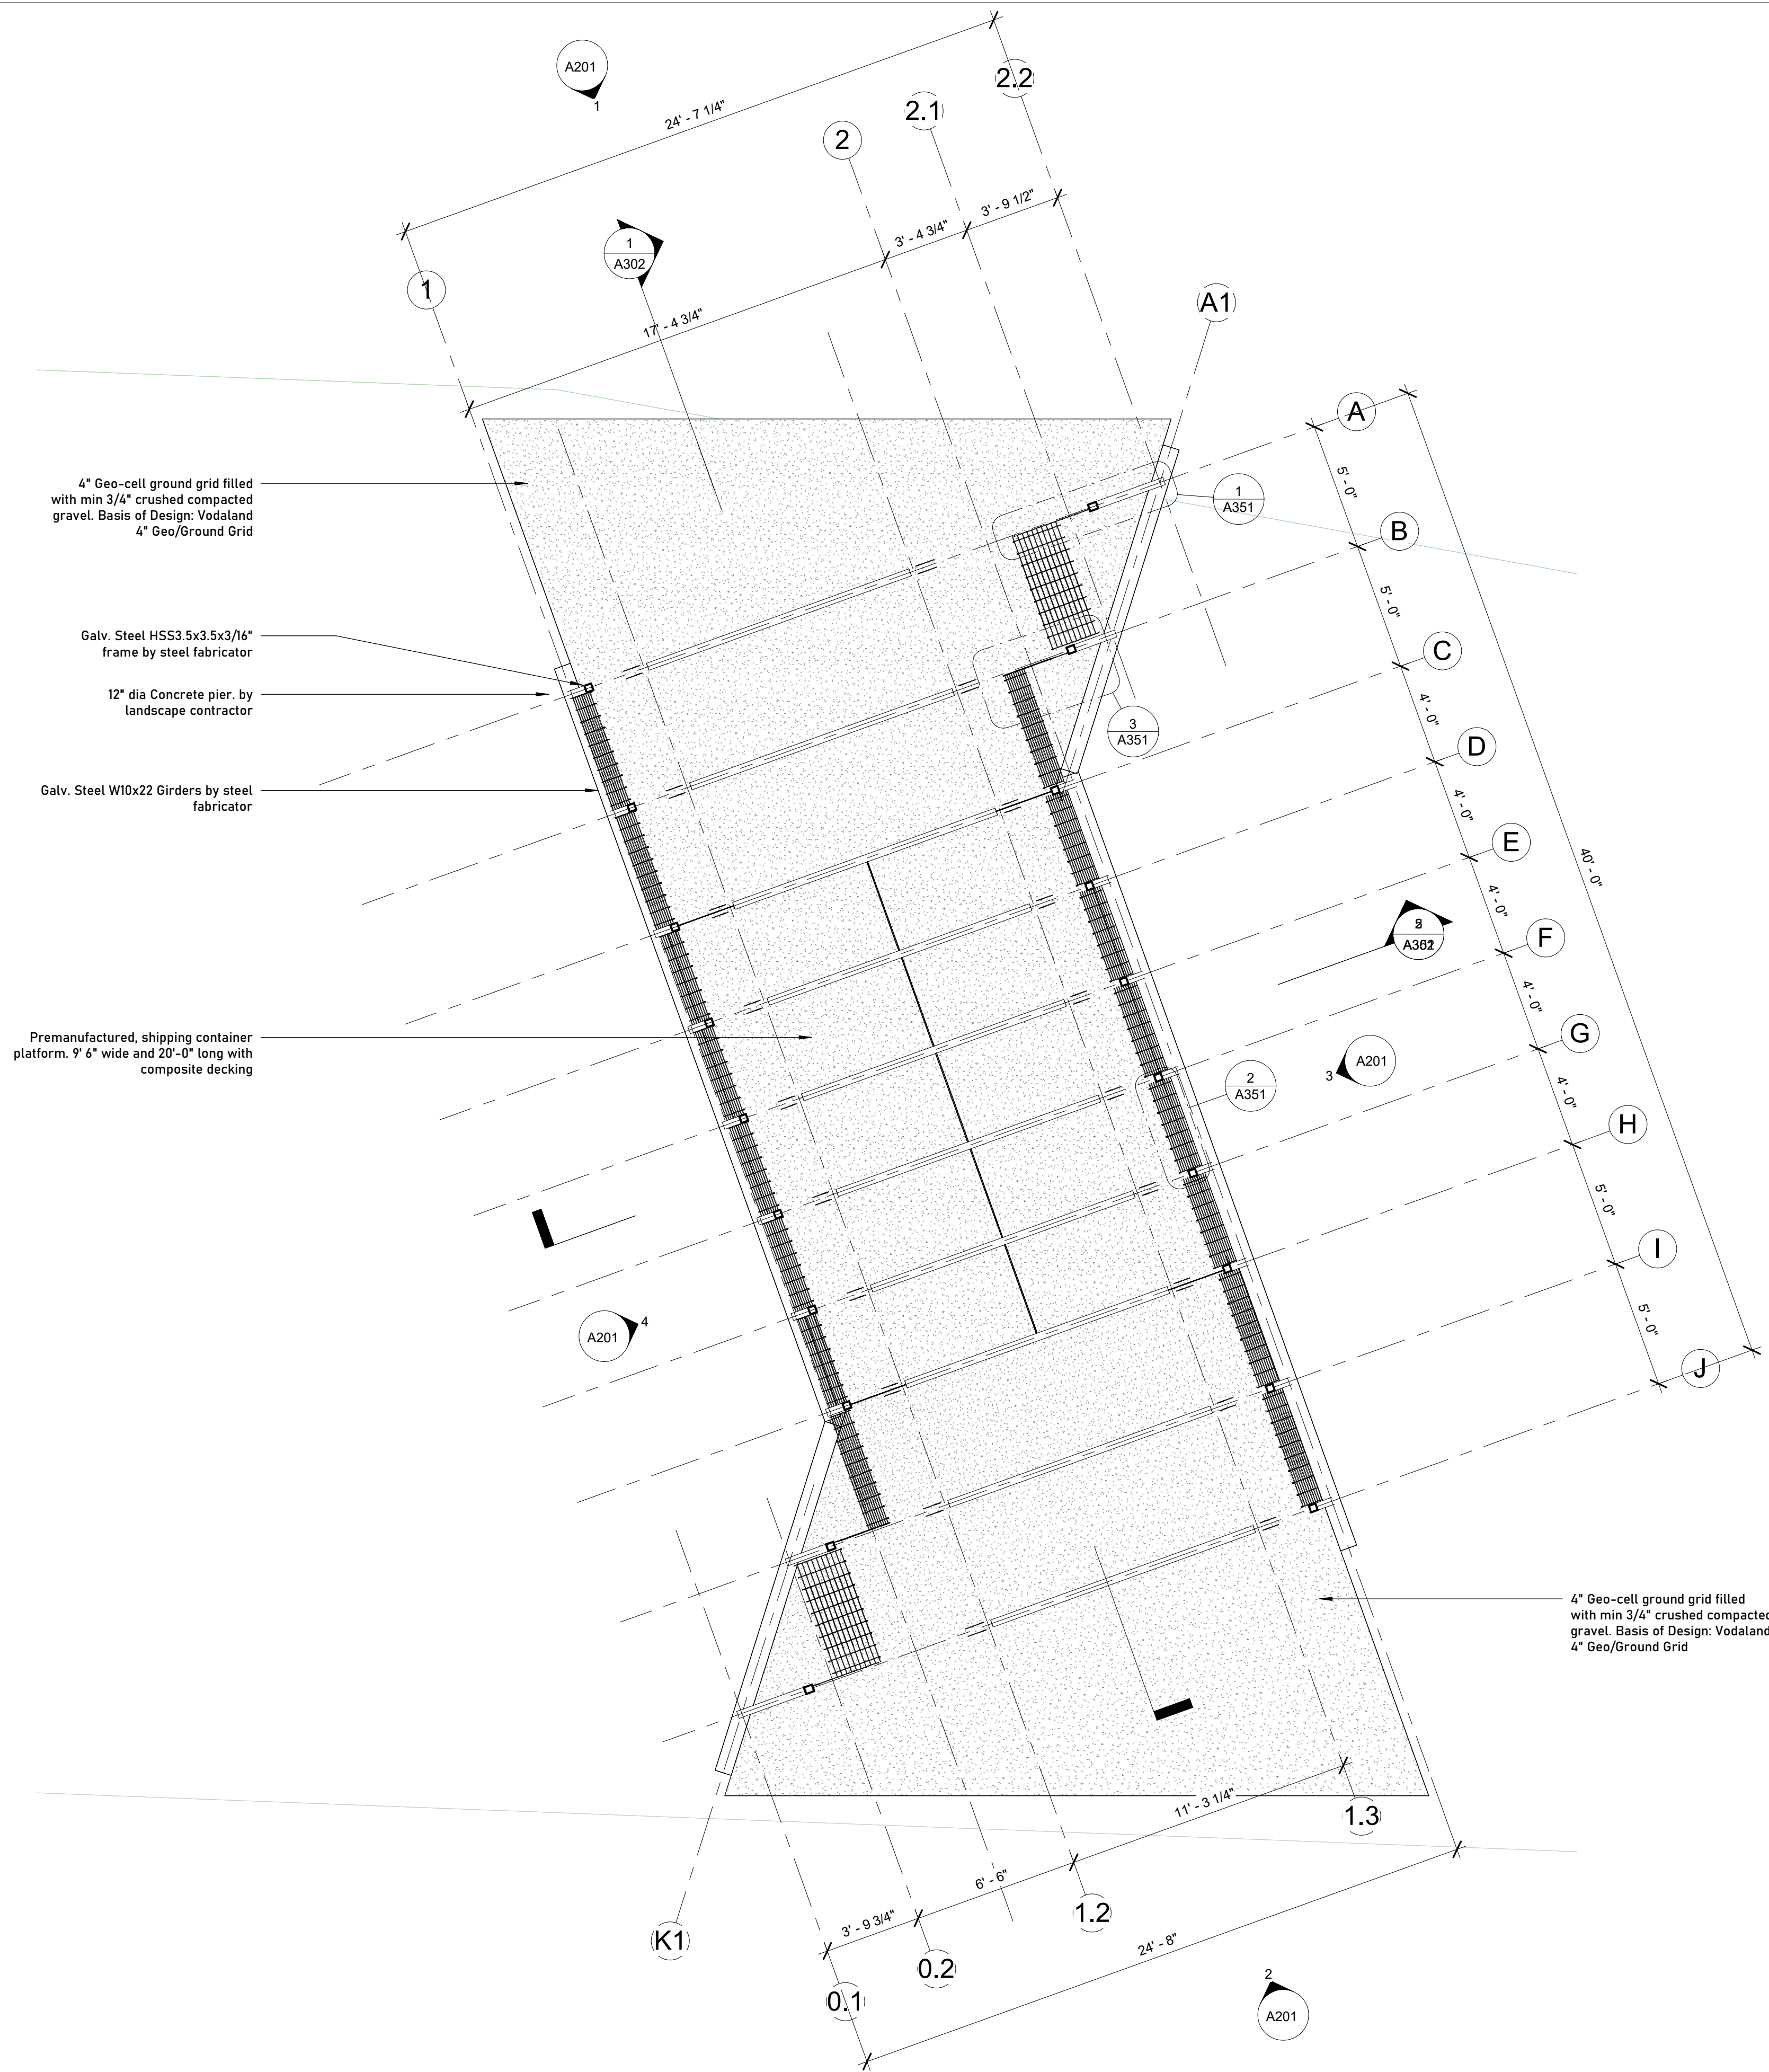 A201
1
24' - 7 1/4"
2.2
2.1
2
3' - 9 1/2"
3' - 4 3/4"
1
A302
1
17' - 4 3/4"
A1
A
5' - 0"
B
5' - 0"
C
4' - 0"
D
4' - 0"
E
4' - 0"
F
4' - 0"
G
4' - 0"
H
5' - 0"
I
5' - 0"
J
40' - 0"
4" Geo-cell ground grid filled
with min 3/4" crushed compacted
gravel. Basis of Design: Vodaland
4" Geo/Ground Grid
1
A351
Galv. Steel HSS3.5x3.5x3/16"
frame by steel fabricator
12" dia Concrete pier. by
landscape contractor
3
A351
Galv. Steel W10x22 Girders by steel
fabricator
Premanufactured, shipping container
platform. 9' 6" wide and 20'-0" long with
composite decking
3
A201
2
A351
A201
4
4" Geo-cell ground grid filled
with min 3/4" crushed compacted
gravel. Basis of Design: Vodaland
4" Geo/Ground Grid
11' - 3 1/4"
1.3
6' - 6"
1.2
3' - 9 3/4"
K1
0.2
24' - 8"
0.1
2
A201